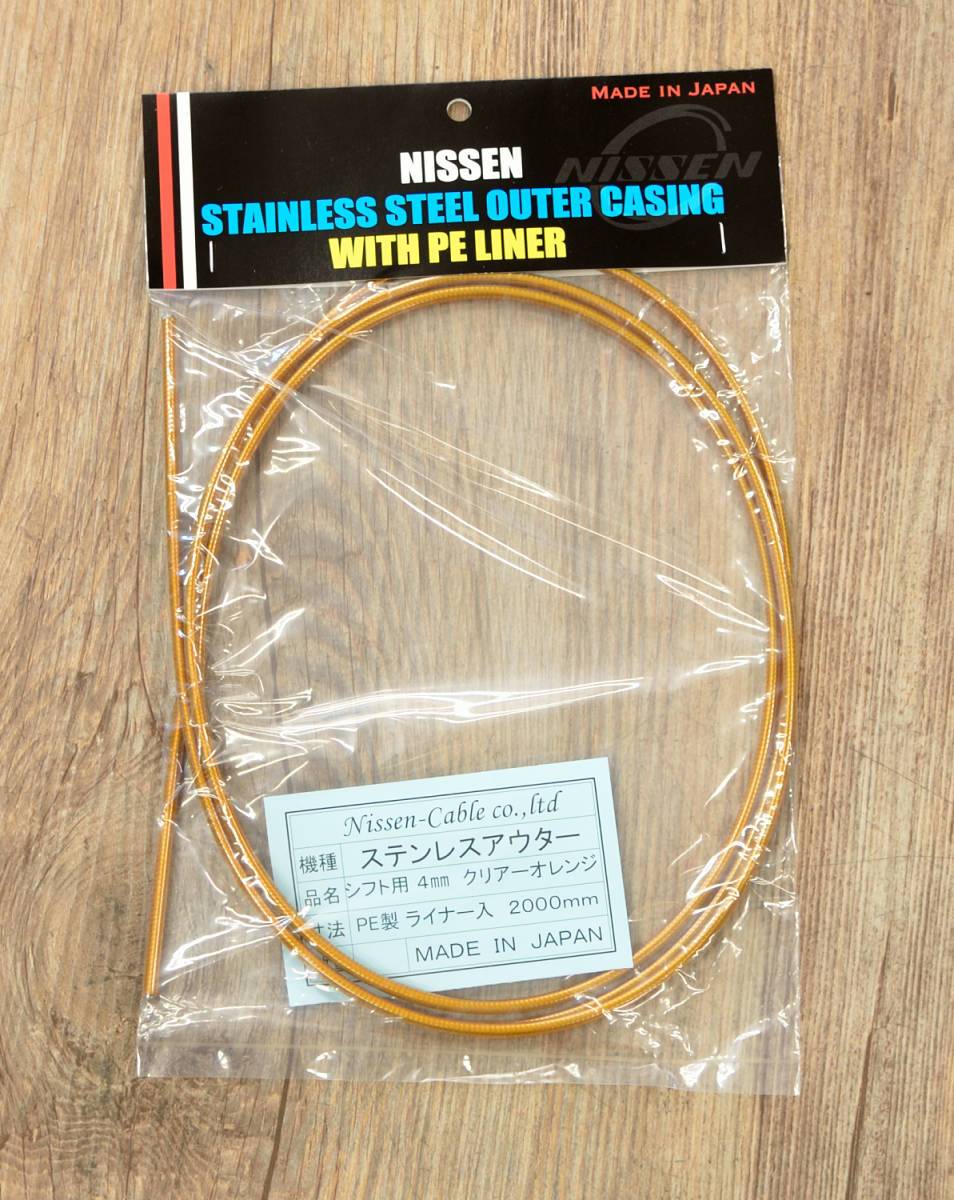 MADE IN JAPAN
NISSEN
NISSEN
STAINLESS STEEL OUTER CASING
WITH PE LINER
Nissen-Cable co.,ltd
機種 ステンレスアウター
品名 シフト用 4mm クリアーオレンジ
寸法 PE製 ライナー入 2000mm
MADE IN JAPAN